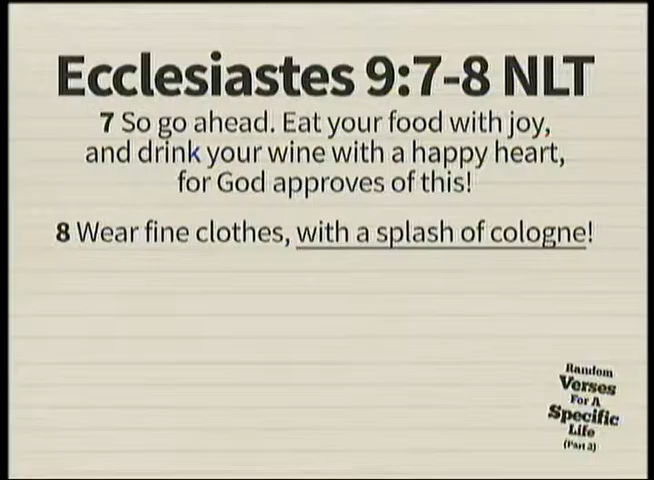 Ecclesiastes 9:7-8 NLT
7 So go ahead. Eat your food with joy,
and drink your wine with a happy heart,
for God approves of this!
8 Wear fine clothes, with a splash of cologne!
Random
Verses
For A
Specific
Life
(Part 2)